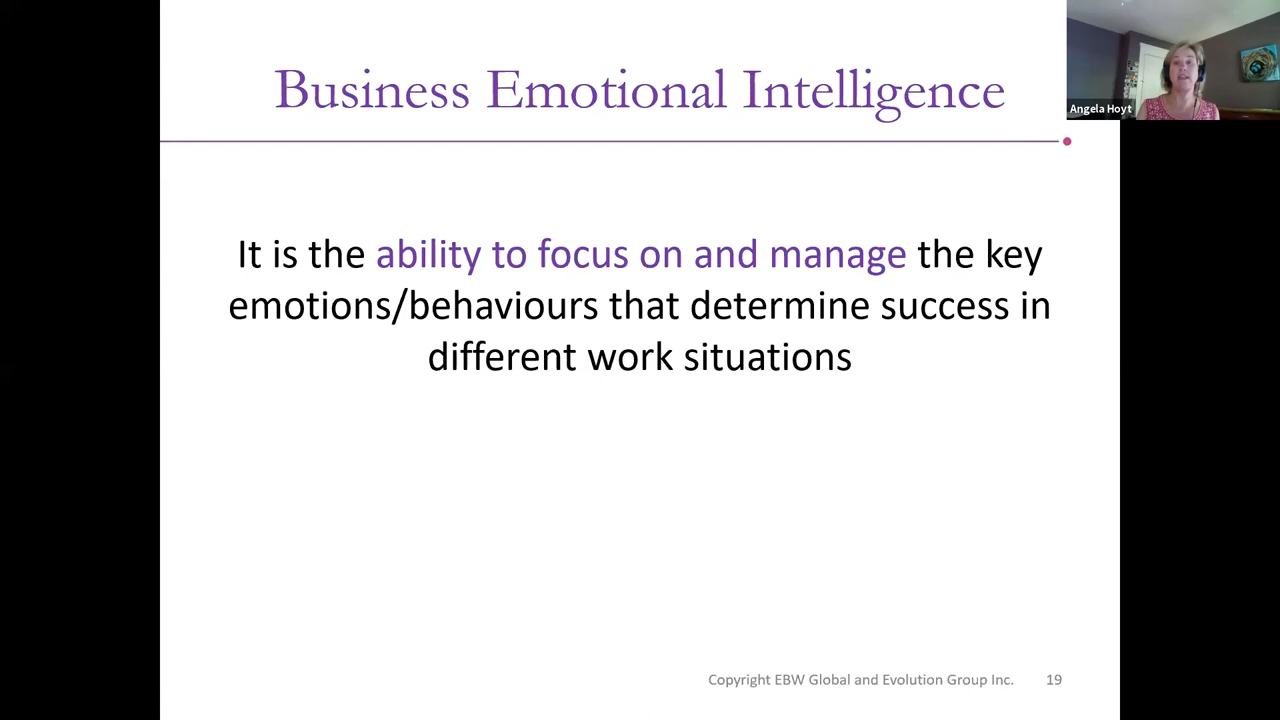 Business Emotional Intelligence
Angela Hoyt
It is the ability to focus on and manage the key
emotions/behaviours that determine success in
different work situations
Copyright EBW Global and Evolution Group Inc. 19